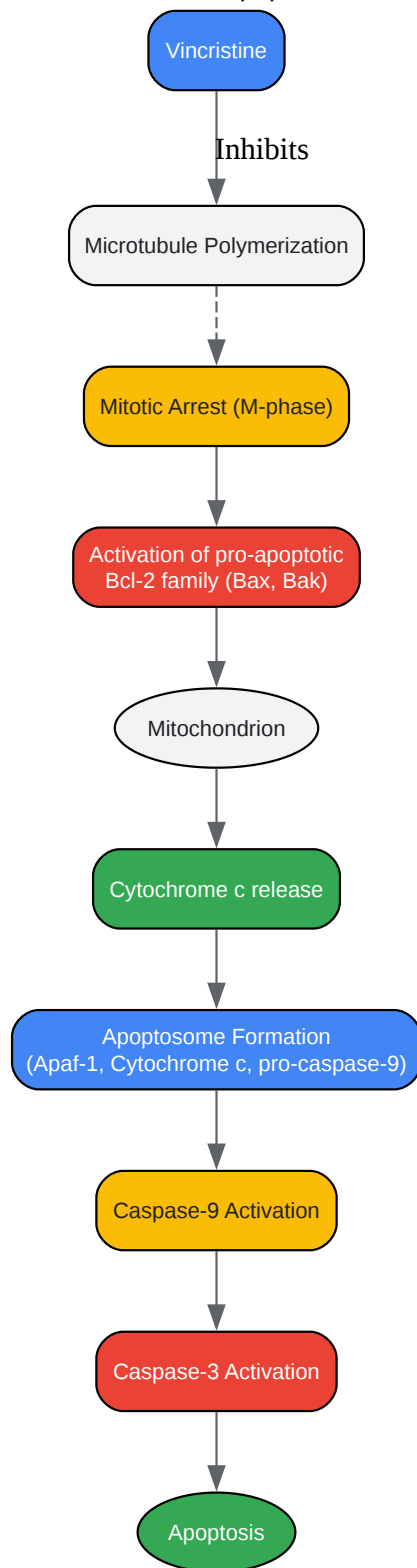 Vincristine
Inhibits
Microtubule Polymerization
Mitotic Arrest (M-phase)
Activation of pro-apoptotic
Bcl-2 family (Bax, Bak)
Mitochondrion
Cytochrome c release
Apoptosome Formation
(Apaf-1, Cytochrome c, pro-caspase-9)
Caspase-9 Activation
Caspase-3 Activation
Apoptosis